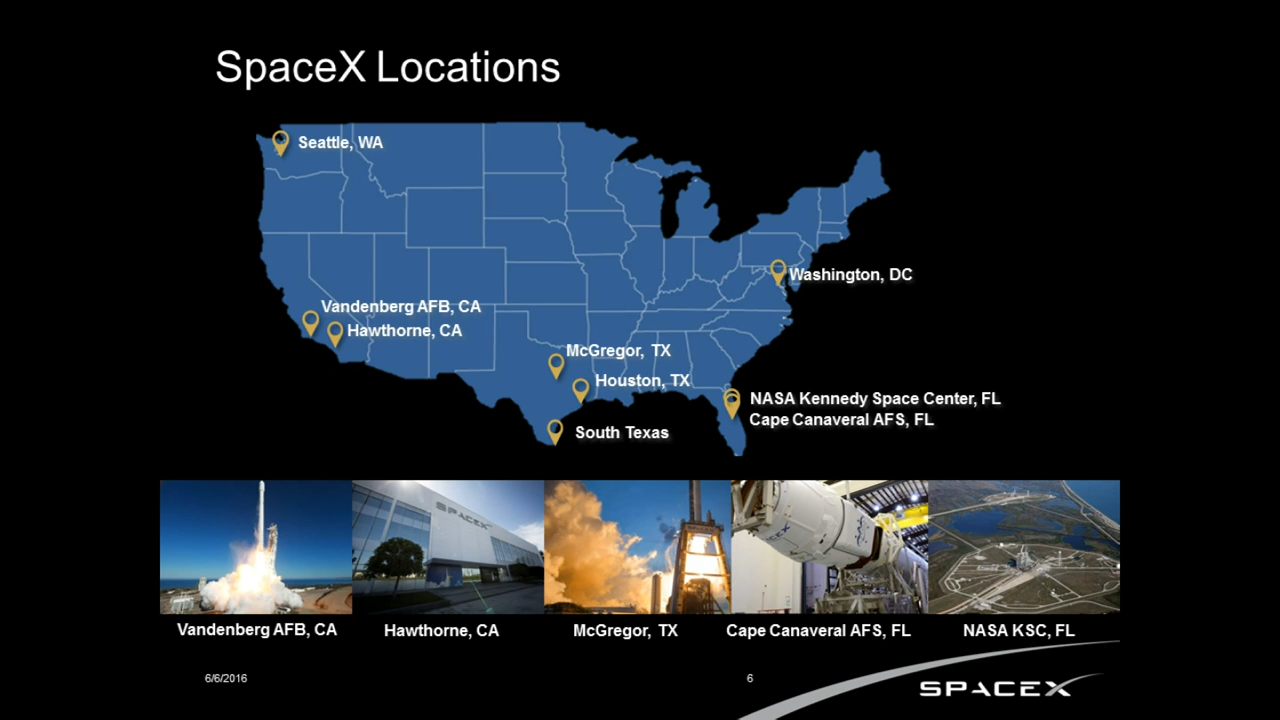 SpaceX Locations
Seattle, WA
Washington, DC
Vandenberg AFB, CA
Hawthorne, CA
McGregor, TX
Houston, TX
NASA Kennedy Space Center, FL
Cape Canaveral AFS, FL
South Texas
SPACEX
Vandenberg AFB, CA
Hawthorne, CA
McGregor, TX
Cape Canaveral AFS, FL
NASA KSC, FL
6/6/2016
6
SPACEX